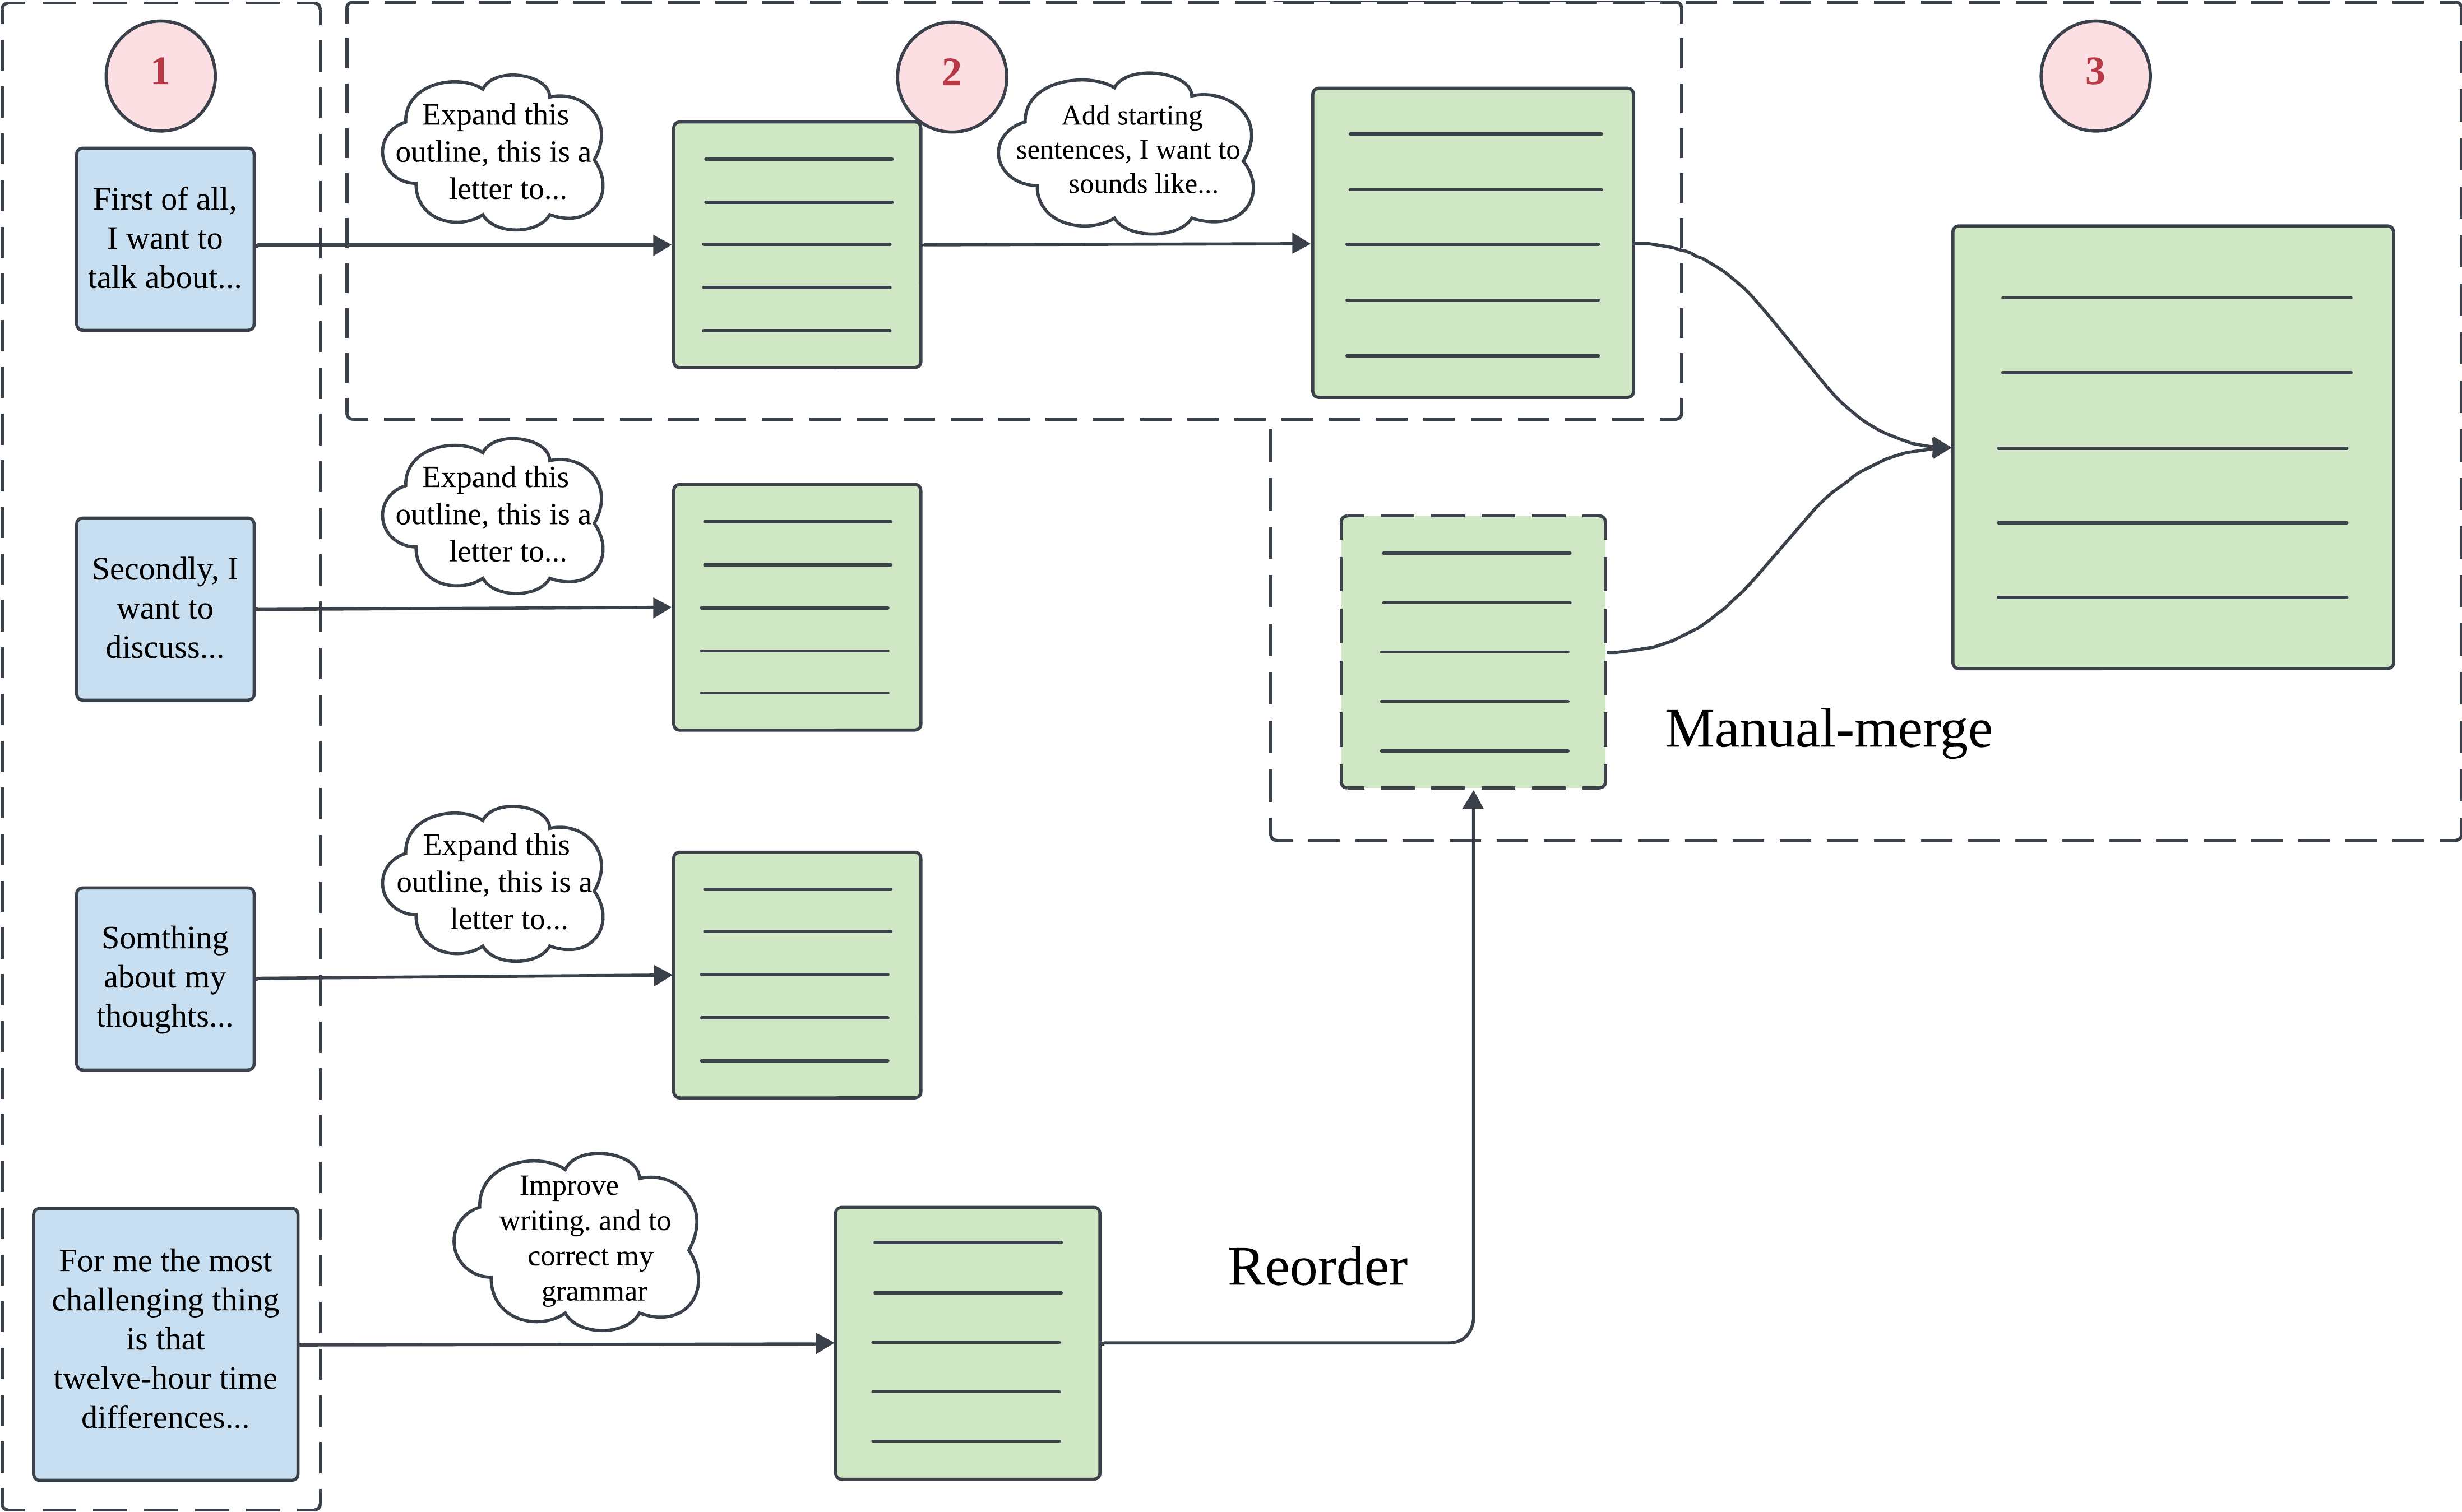 1
2
3
Expand this
outline, this is a
letter to...
Add starting
sentences, I want to
sounds like...
First of all,
I want to
talk about...
Expand this
outline, this is a
letter to...
Secondly, I
want to
discuss...
Manual-merge
Expand this
outline, this is a
letter to...
Somthing
about my
thoughts...
Improve
writing. and to
correct my
grammar
For me the most
challenging thing
is that
twelve-hour time
differences...
Reorder